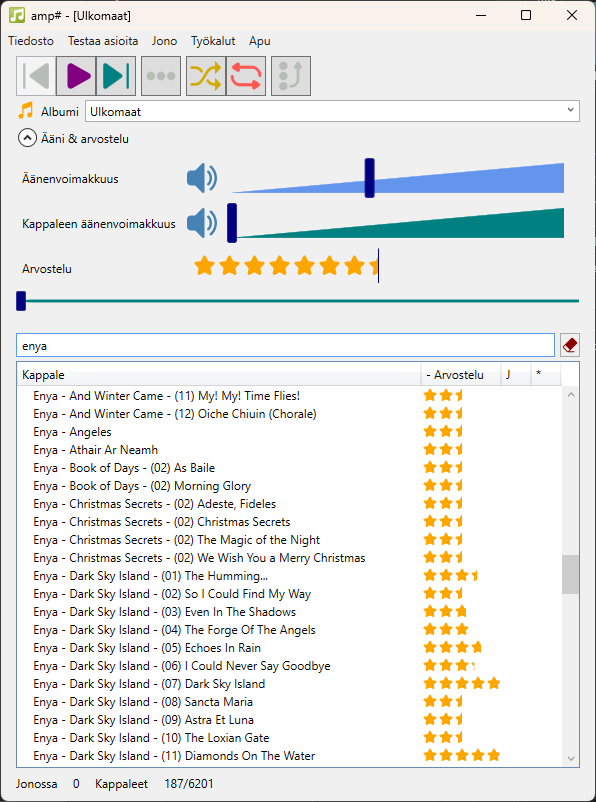 amp# - [Ulkomaat]
Tiedosto Testaa asioita Jono Työkalut Apu
Albumi Ulkomaat
Ääni & arvostelu
Äänenvoimakkuus
Kappaleen äänenvoimakkuus
Arvostelu
enya
Kappale - Arvostelu J *
Enya - And Winter Came - (11) My! My! Time Flies!
Enya - And Winter Came - (12) Oiche Chiuin (Chorale)
Enya - Angeles
Enya - Athair Ar Neamh
Enya - Book of Days - (02) As Baile
Enya - Book of Days - (02) Morning Glory
Enya - Christmas Secrets - (02) Adeste, Fideles
Enya - Christmas Secrets - (02) Christmas Secrets
Enya - Christmas Secrets - (02) The Magic of the Night
Enya - Christmas Secrets - (02) We Wish You a Merry Christmas
Enya - Dark Sky Island - (01) The Humming...
Enya - Dark Sky Island - (02) So I Could Find My Way
Enya - Dark Sky Island - (03) Even In The Shadows
Enya - Dark Sky Island - (04) The Forge Of The Angels
Enya - Dark Sky Island - (05) Echoes In Rain
Enya - Dark Sky Island - (06) I Could Never Say Goodbye
Enya - Dark Sky Island - (07) Dark Sky Island
Enya - Dark Sky Island - (08) Sancta Maria
Enya - Dark Sky Island - (09) Astra Et Luna
Enya - Dark Sky Island - (10) The Loxian Gate
Enya - Dark Sky Island - (11) Diamonds On The Water
Jonossa 0 Kappaleet 187/6201